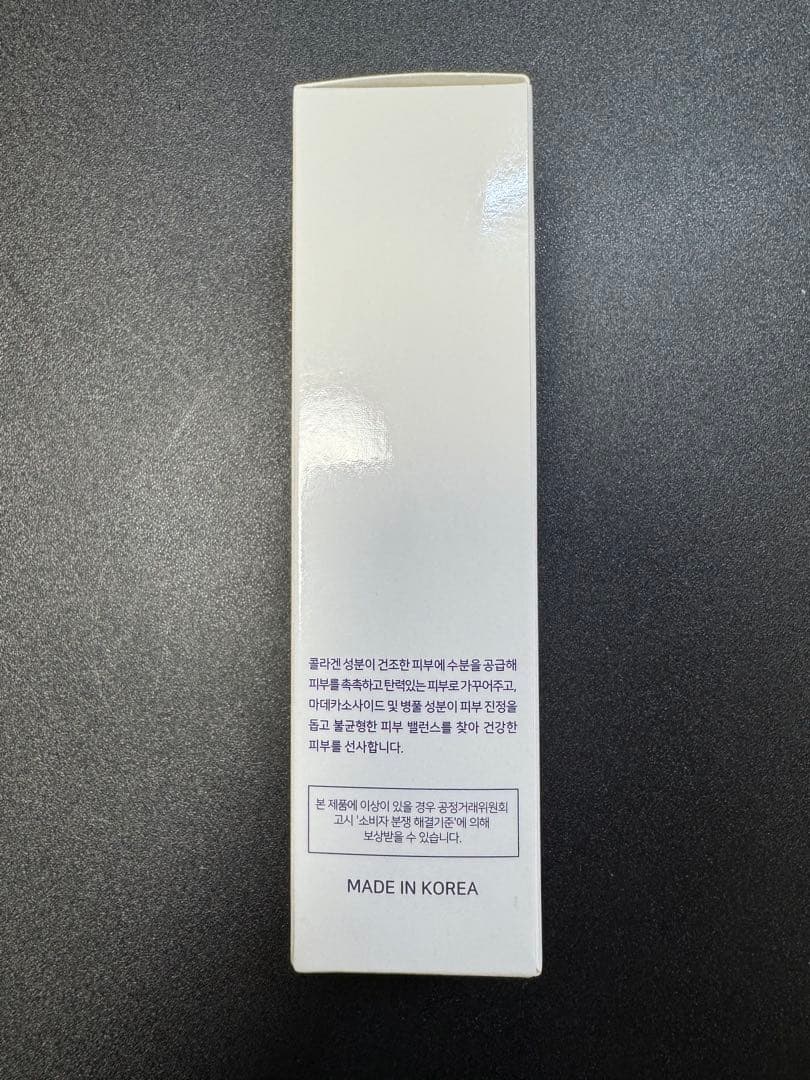 콜라겐 성분이 건조한 피부에 수분을 공급해
피부를 촉촉하고 탄력있는 피부로 가꾸어주고,
마데카소사이드 및 병풀 성분이 피부 진정을
돕고 불균형한 피부 밸런스를 찾아 건강한
피부를 선사합니다.
본 제품에 이상이 있을 경우 공정거래위원회
고시 '소비자 분쟁 해결기준'에 의해
보상받을 수 있습니다.
MADE IN KOREA